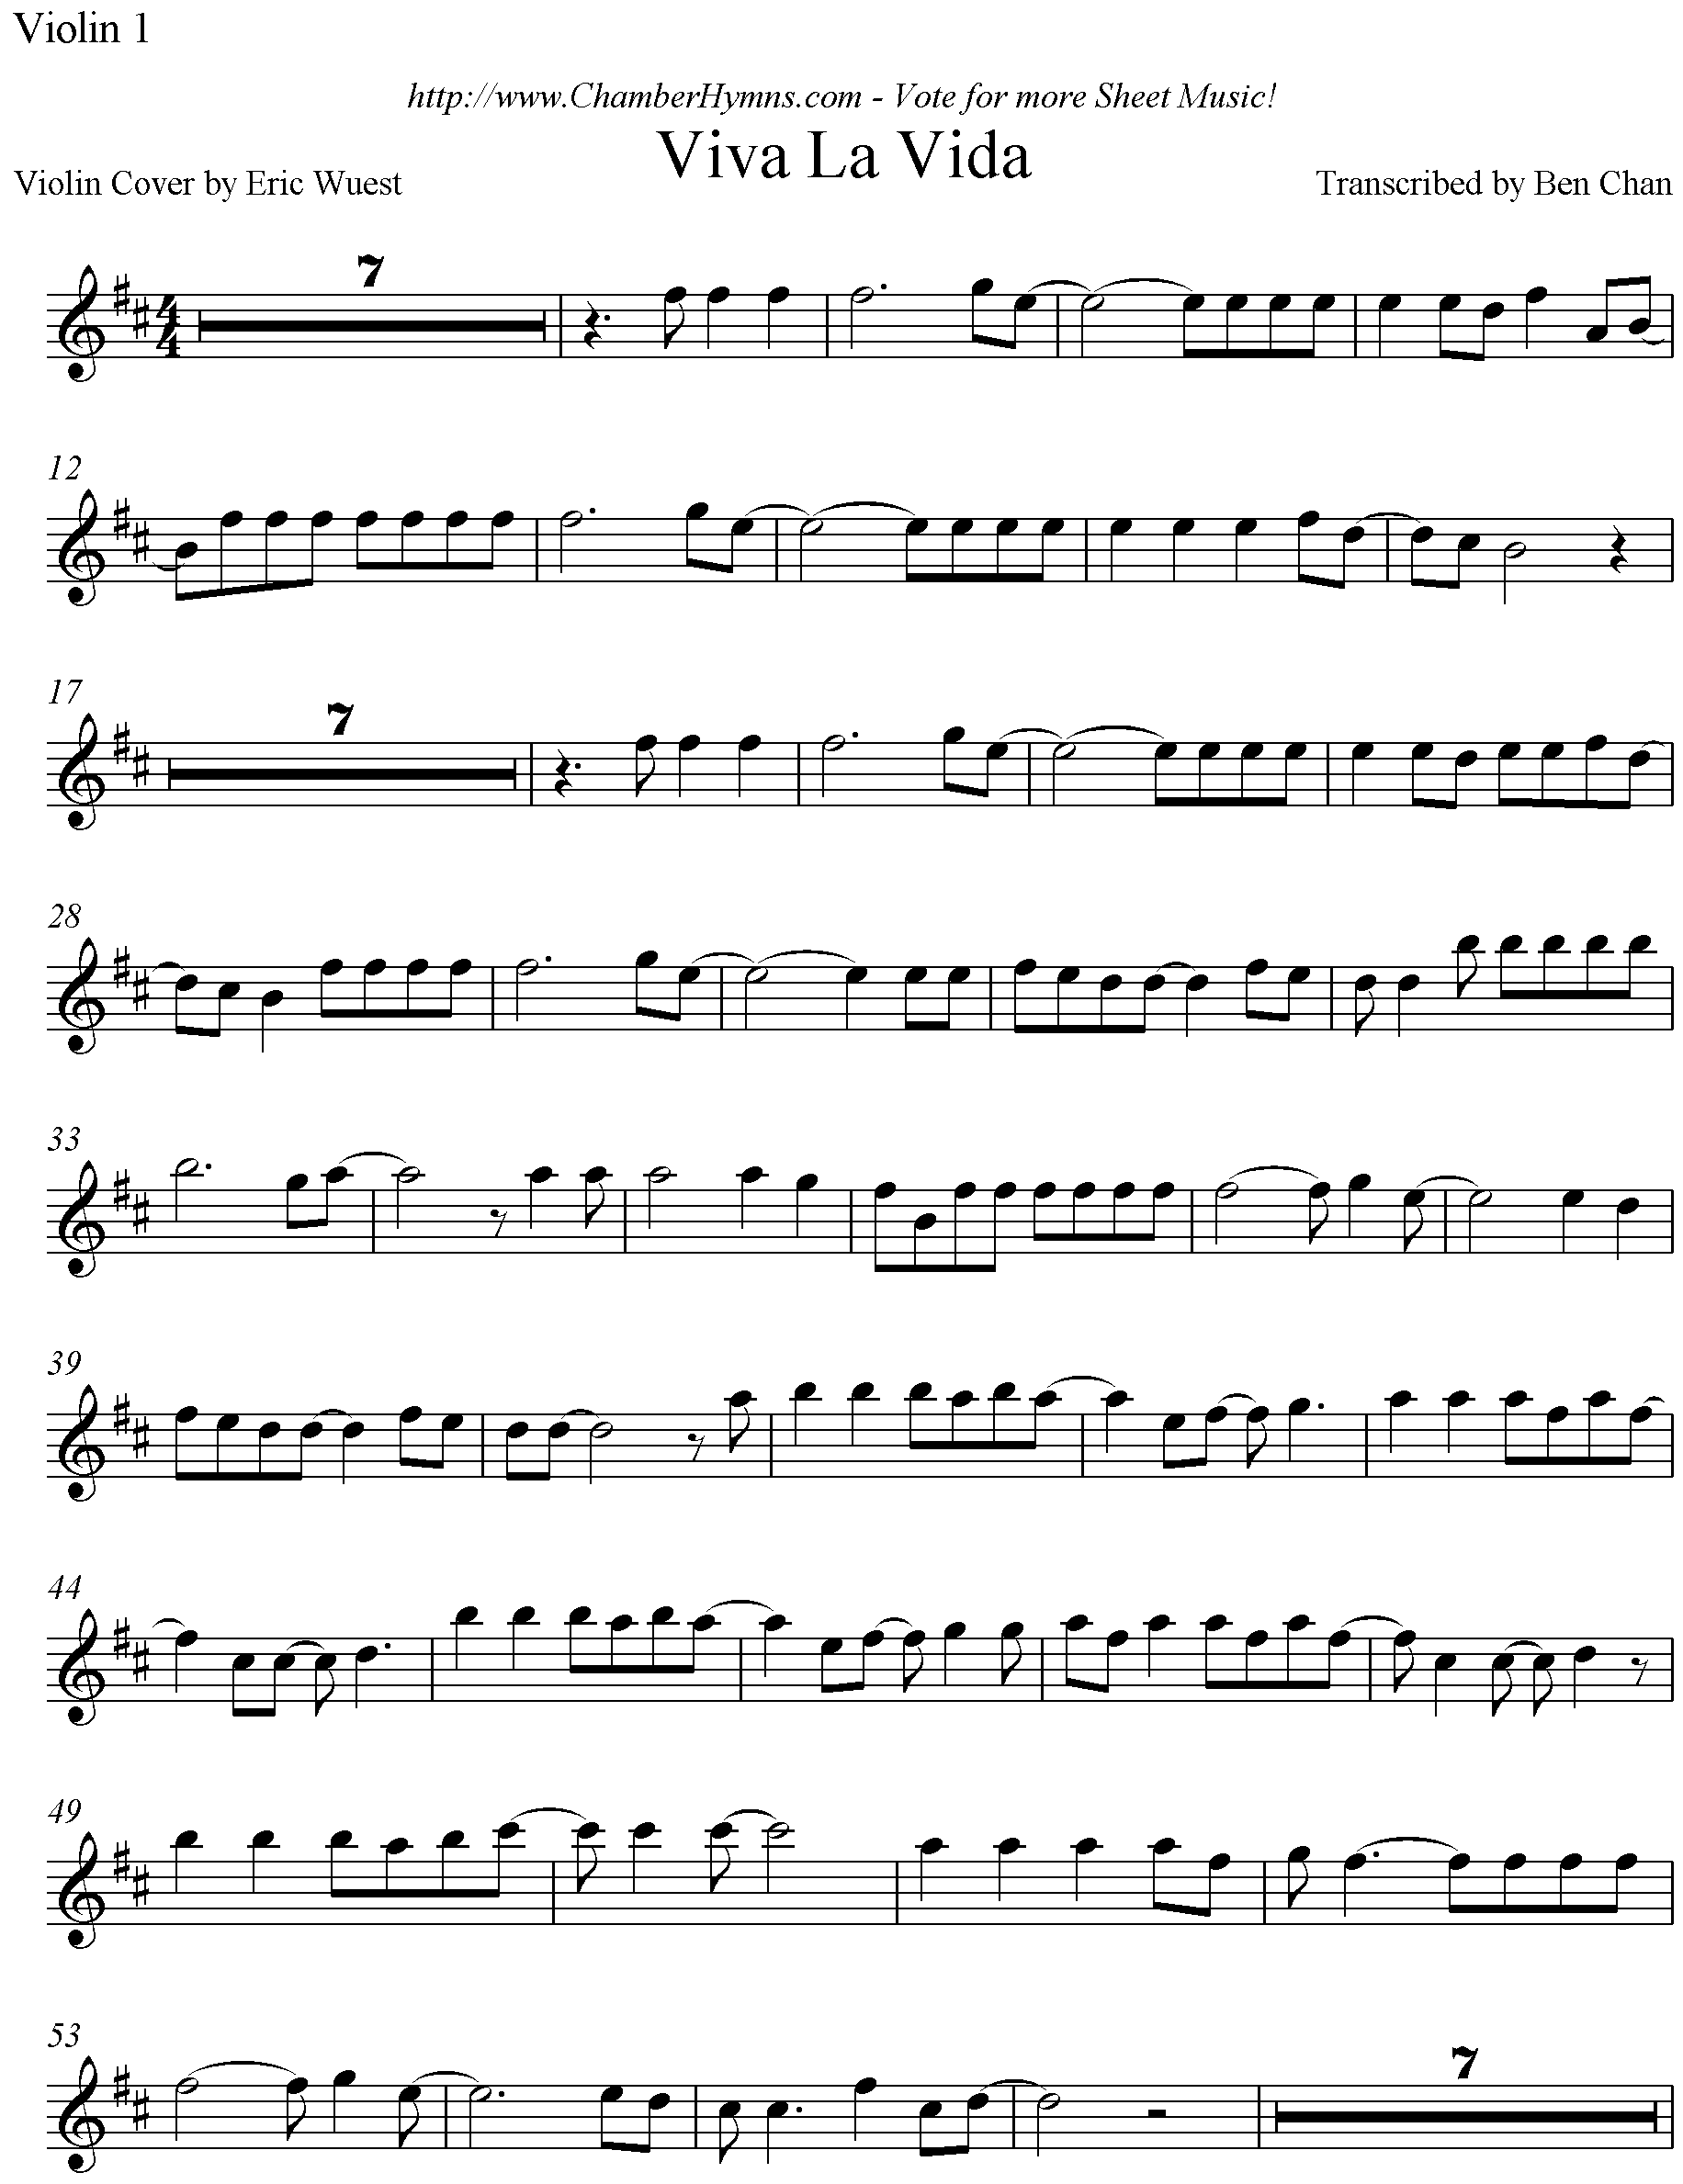 Violin 1
http://www.ChamberHymns.com - Vote for more Sheet Music!
Viva La Vida
Violin Cover by Eric Wuest
Transcribed by Ben Chan
7
4
4
12
17
7
28
33
39
44
49
53
7